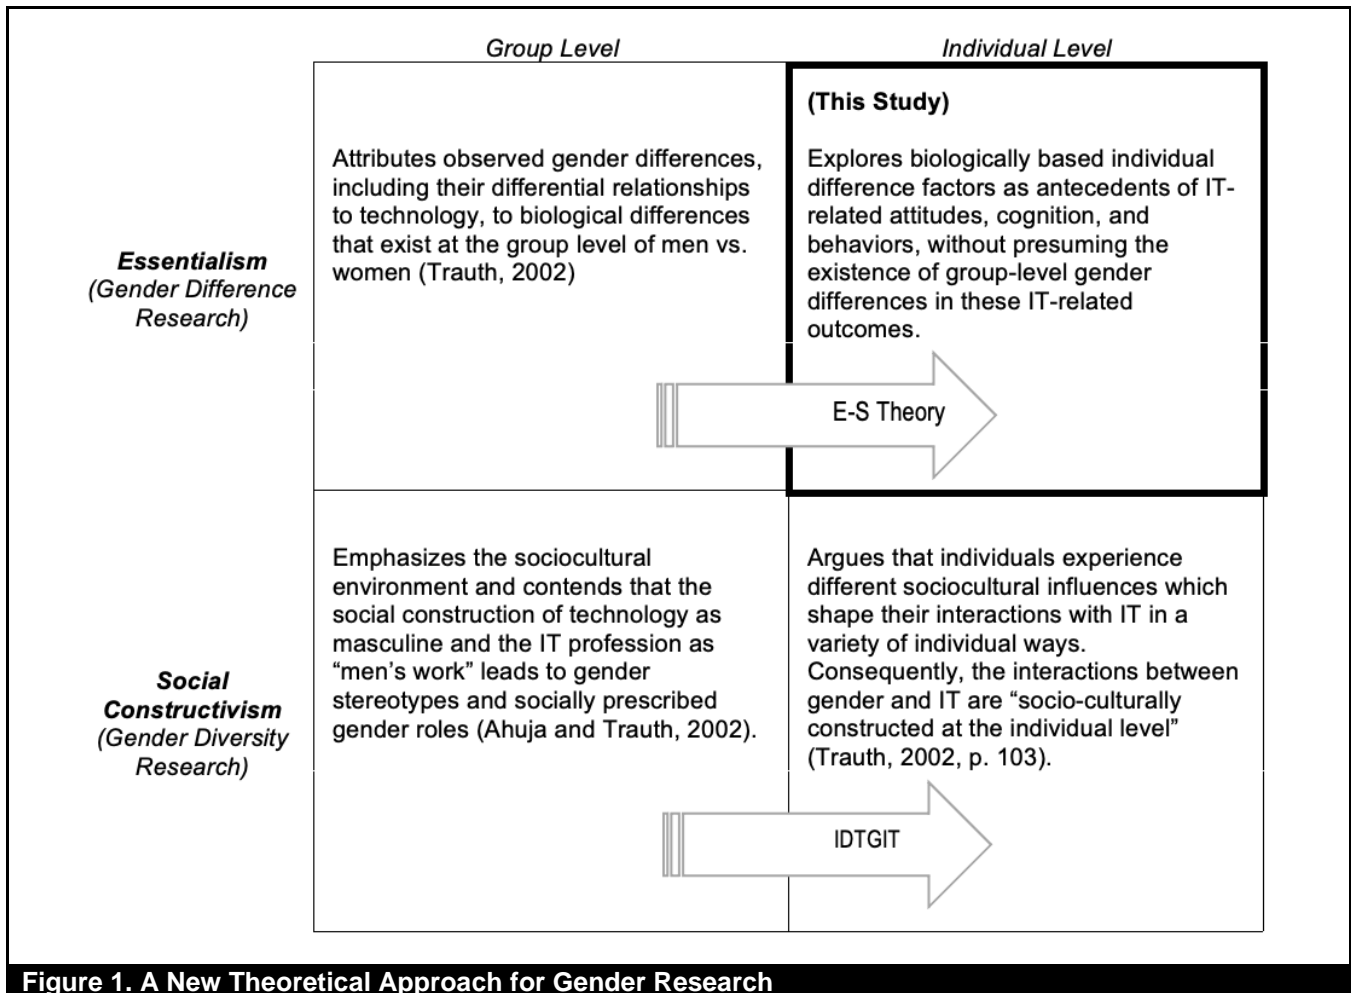 Group Level
Individual Level
Essentialism
(Gender Difference
Research)
Attributes observed gender differences,
including their differential relationships
to technology, to biological differences
that exist at the group level of men vs.
women (Trauth, 2002)
(This Study)
Explores biologically based individual
difference factors as antecedents of IT-
related attitudes, cognition, and
behaviors, without presuming the
existence of group-level gender
differences in these IT-related
outcomes.
E-S Theory
Social
Constructivism
(Gender Diversity
Research)
Emphasizes the sociocultural
environment and contends that the
social construction of technology as
masculine and the IT profession as
“men’s work” leads to gender
stereotypes and socially prescribed
gender roles (Ahuja and Trauth, 2002).
Argues that individuals experience
different sociocultural influences which
shape their interactions with IT in a
variety of individual ways.
Consequently, the interactions between
gender and IT are “socio-culturally
constructed at the individual level”
(Trauth, 2002, p. 103).
IDTGIT
Figure 1. A New Theoretical Approach for Gender Research